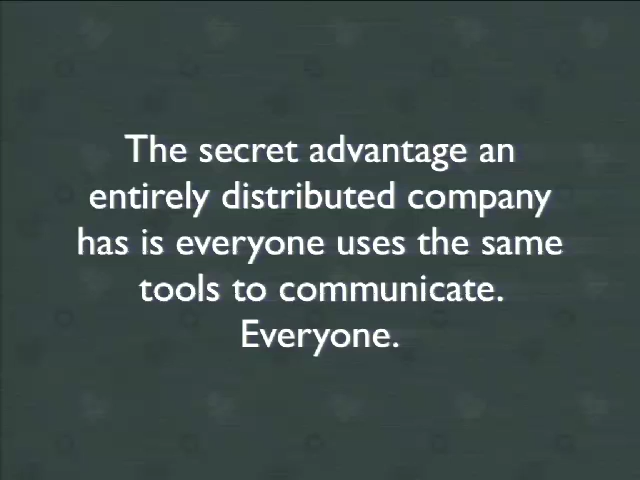 The secret advantage an
entirely distributed company
has is everyone uses the same
tools to communicate.
Everyone.